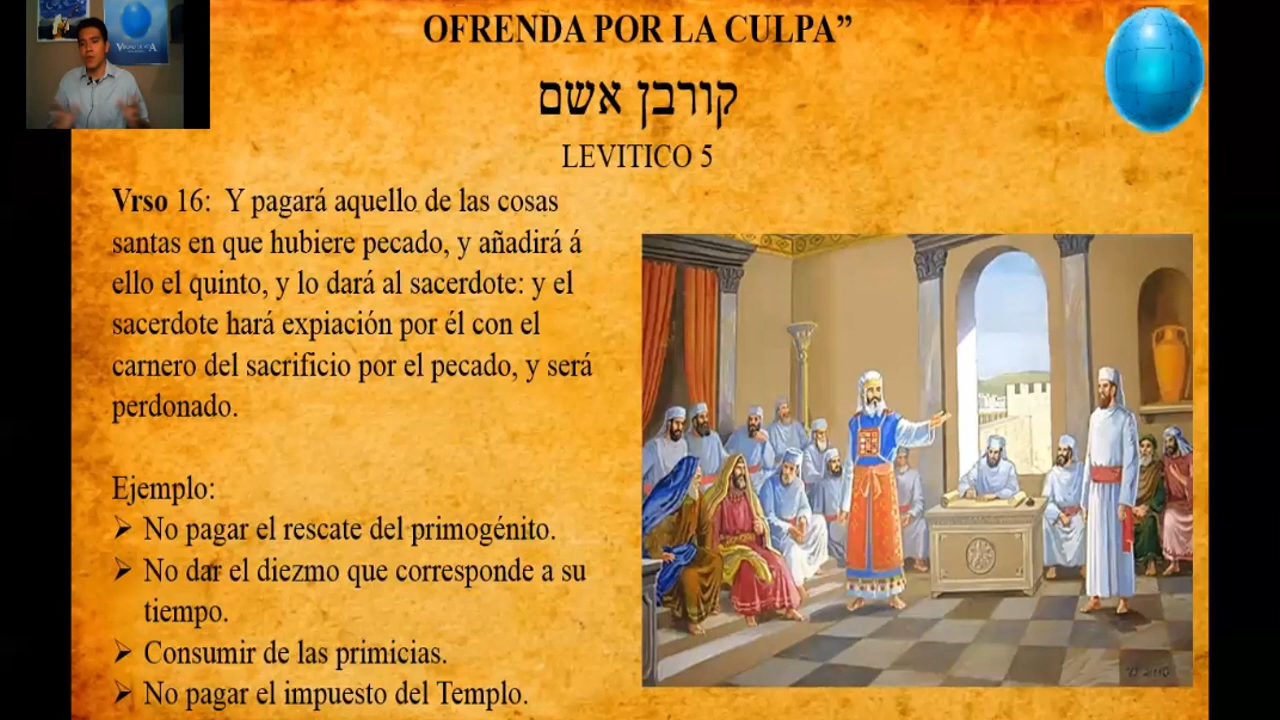 OFRENDA POR LA CULPA”
קורבן אשם
LEVITICO 5
Vrso 16: Y pagará aquello de las cosas
santas en que hubiere pecado, y añadirá á
ello el quinto, y lo dará al sacerdote: y el
sacerdote hará expiación por él con el
carnero del sacrificio por el pecado, y será
perdonado.
Ejemplo:
➢ No pagar el rescate del primogénito.
➢ No dar el diezmo que corresponde a su
tiempo.
➢ Consumir de las primicias.
➢ No pagar el impuesto del Templo.